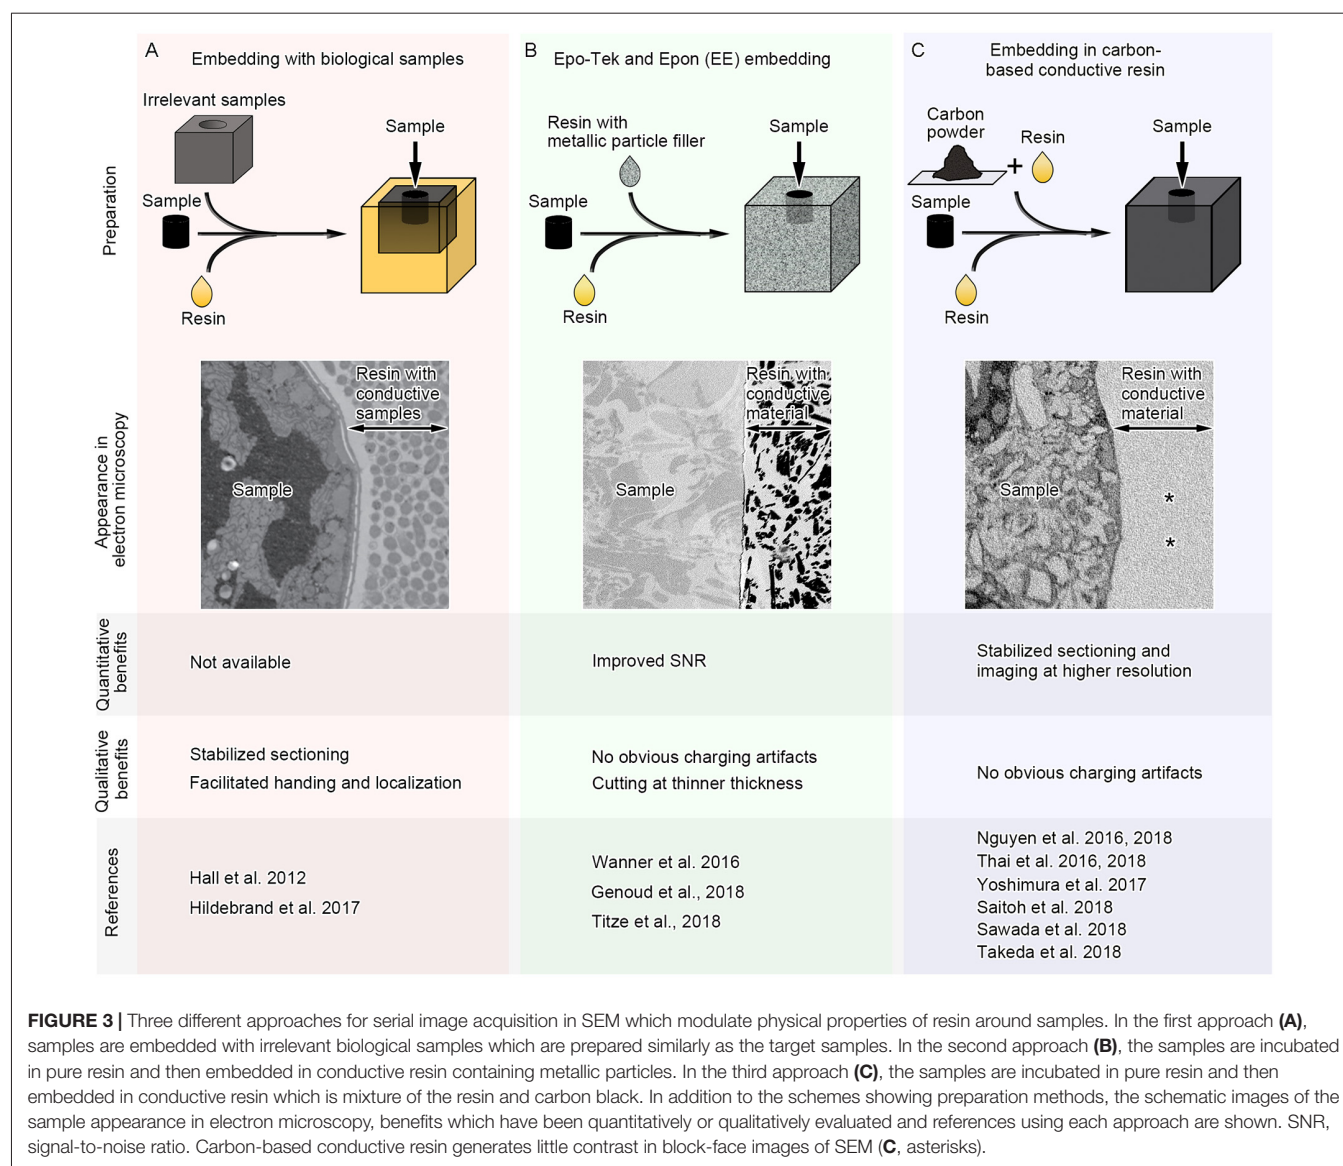 A
Embedding with biological samples
Irrelevant samples
Sample
Sample
Resin
B
Epo-Tek and Epon (EE) embedding
Resin with
metallic particle filler
Sample
Sample
Resin
C
Embedding in carbon-
based conductive resin
Carbon
powder
+
Resin
Sample
Sample
Resin
Preparation
Appearance in
electron microscopy
Resin with
conductive
samples
Sample
Resin with
conductive
material
Sample
Resin with
conductive
material
Sample
*
*
Quantitative
benefits
Not available
Improved SNR
Stabilized sectioning and
imaging at higher resolution
Qualitative
benefits
Stabilized sectioning
Facilitated handing and localization
No obvious charging artifacts
Cutting at thinner thickness
No obvious charging artifacts
References
Hall et al. 2012
Hildebrand et al. 2017
Wanner et al. 2016
Genoud et al., 2018
Titze et al., 2018
Nguyen et al. 2016, 2018
Thai et al. 2016, 2018
Yoshimura et al. 2017
Saitoh et al. 2018
Sawada et al. 2018
Takeda et al. 2018
FIGURE 3 | Three different approaches for serial image acquisition in SEM which modulate physical properties of resin around samples. In the first approach (A),
samples are embedded with irrelevant biological samples which are prepared similarly as the target samples. In the second approach (B), the samples are incubated
in pure resin and then embedded in conductive resin containing metallic particles. In the third approach (C), the samples are incubated in pure resin and then
embedded in conductive resin which is mixture of the resin and carbon black. In addition to the schemes showing preparation methods, the schematic images of the
sample appearance in electron microscopy, benefits which have been quantitatively or qualitatively evaluated and references using each approach are shown. SNR,
signal-to-noise ratio. Carbon-based conductive resin generates little contrast in block-face images of SEM (C, asterisks).